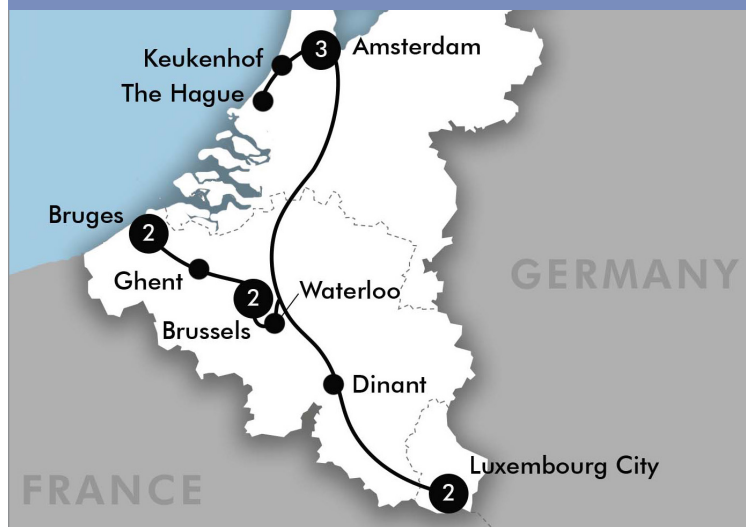 Keukenhof
3
Amsterdam
The Hague
Bruges
2
Ghent
2
Waterloo
Brussels
GERMANY
Dinant
Luxembourg City
2
FRANCE